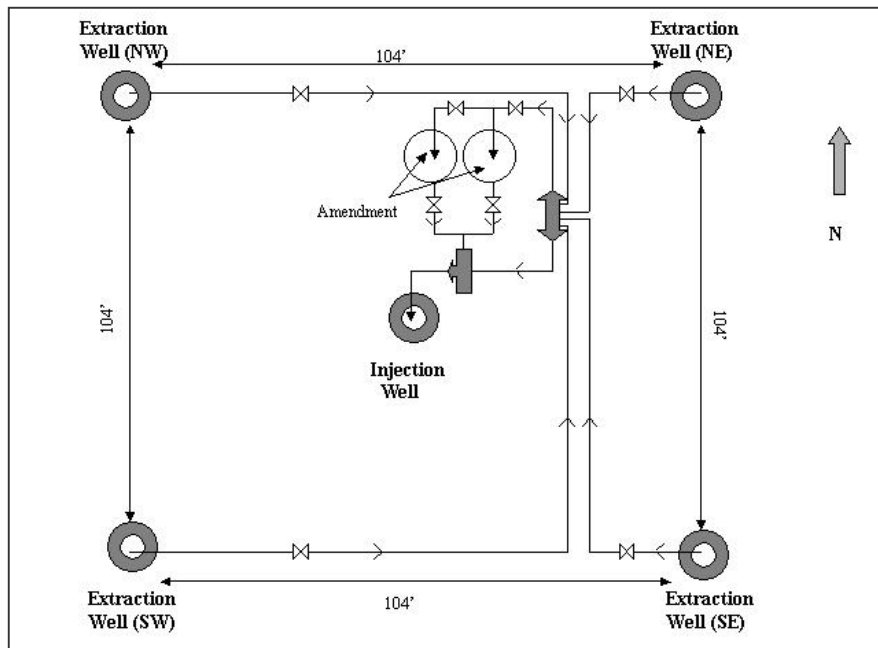 Extraction
Well (NW)
104’
Extraction
Well (NE)
Amendment
N
104’
104’
Injection
Well
Extraction
Well (SW)
104’
Extraction
Well (SE)